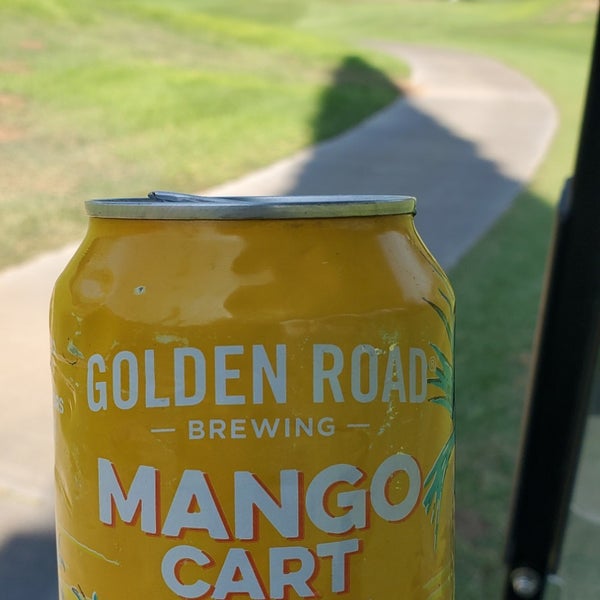 GOLDEN ROAD®
— BREWING —
MANGO
CART